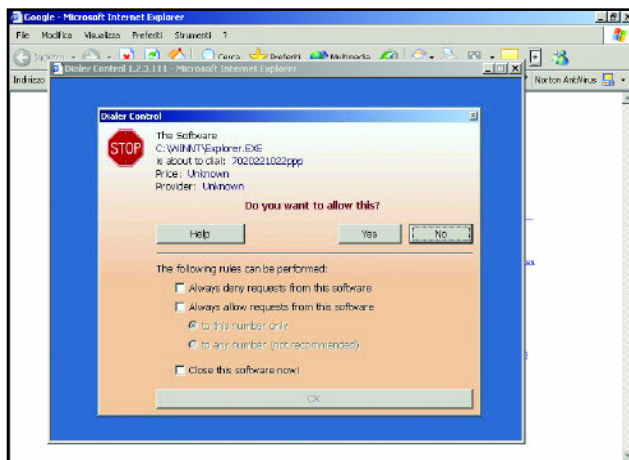 Google - Microsoft Internet Explorer
File Modifica Visualizza Preferiti Strumenti ?
Indietro Cerca Preferiti Multimedia
Indirizzo Norton AntiVirus
Dialer Control 1.2.3.111 - Microsoft Internet Explorer
Dialer Control
STOP
The Software
C:\WINNT\Explorer.EXE
is about to dial: 7020221022ppp
Price: Unknown
Provider: Unknown
Do you want to allow this?
Help Yes No
The following rules can be performed:
Always deny requests from this software
Always allow requests from this software
to this number only
to any number (not recommended)
Close this software now!
OK